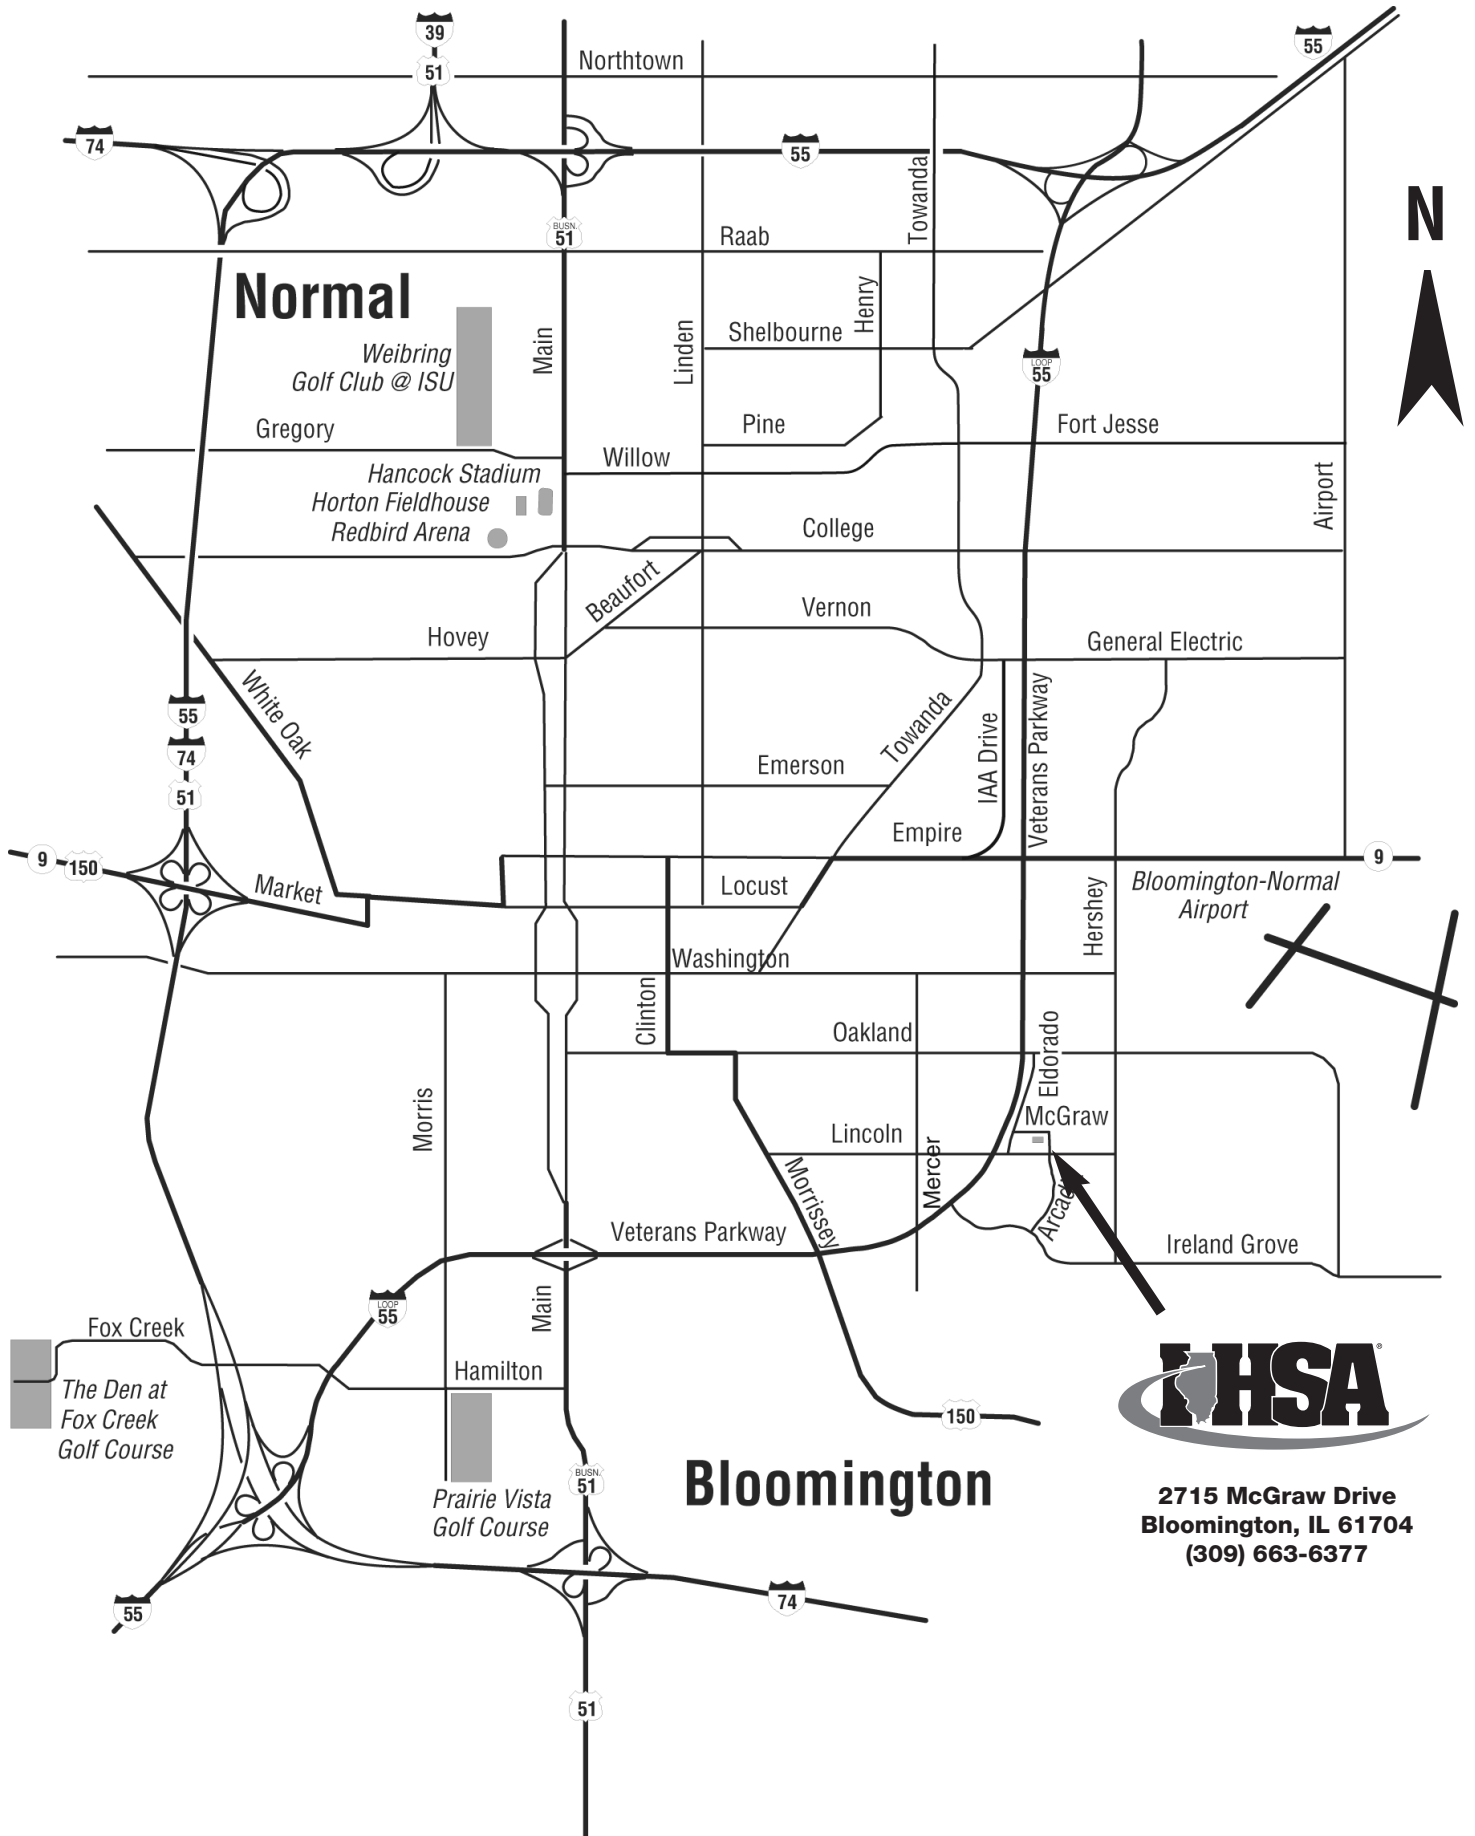 39
51
Northtown
55
74
55
Towanda
N
BUSN.
51
Raab
Normal
Henry
Main
Linden
Shelbourne
Weibring
Golf Club @ ISU
LOOP
55
Gregory
Pine
Fort Jesse
Willow
Hancock Stadium
Horton Fieldhouse
Redbird Arena
Airport
College
Beaufort
Vernon
Hovey
General Electric
White Oak
55
74
51
Towanda
IAA Drive
Veterans Parkway
Emerson
Empire
9
150
9
Market
Locust
Hershey
Bloomington-Normal
Airport
Washington
Clinton
Oakland
Eldorado
Morris
McGraw
Lincoln
Mercer
Morrissey
Arcadi
Veterans Parkway
Ireland Grove
LOOP
55
Main
Fox Creek
Hamilton
The Den at
Fox Creek
Golf Course
IHSA®
150
Bloomington
BUSN.
51
Prairie Vista
Golf Course
2715 McGraw Drive
Bloomington, IL 61704
(309) 663-6377
55
74
51